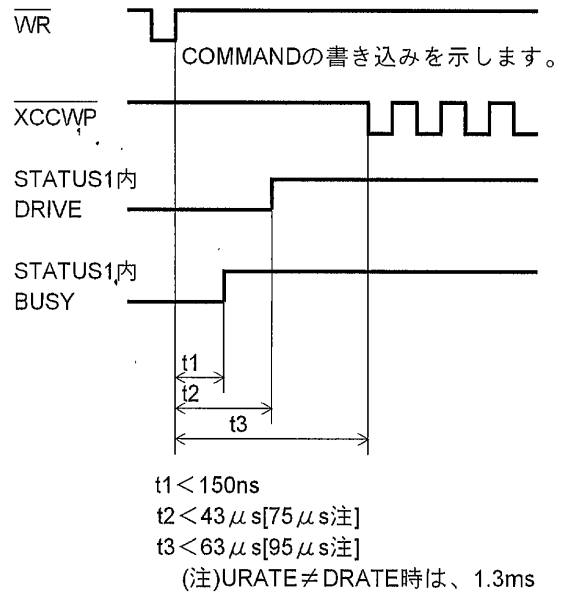 WR
COMMANDの書き込みを示します。
XCCWP
STATUS1内
DRIVE
STATUS1内
BUSY
t1
t2
t3
t1<150ns
t2<43μs[75μs注]
t3<63μs[95μs注]
(注)URATE≠DRATE時は、1.3ms